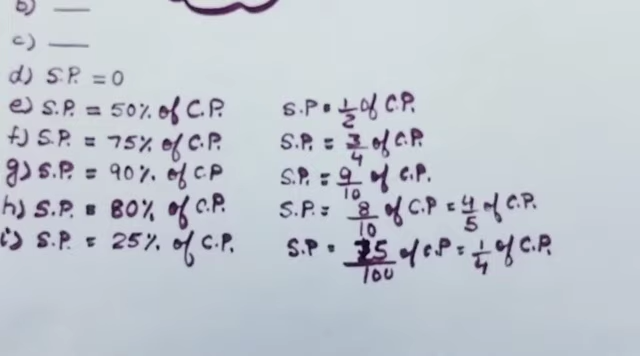 b) —
c) —
d) S.P. = 0
e) S.P. = 50% of C.P. S.P = 1/2 of C.P.
f) S.P. = 75% of C.P. S.P. = 3/4 of C.P.
g) S.P. = 90% of C.P S.P. = 9/10 of C.P.
h) S.P. = 80% of C.P. S.P. = 8/10 of C.P = 4/5 of C.P.
i) S.P. = 25% of C.P. S.P = 25/100 of C.P = 1/4 of C.P.